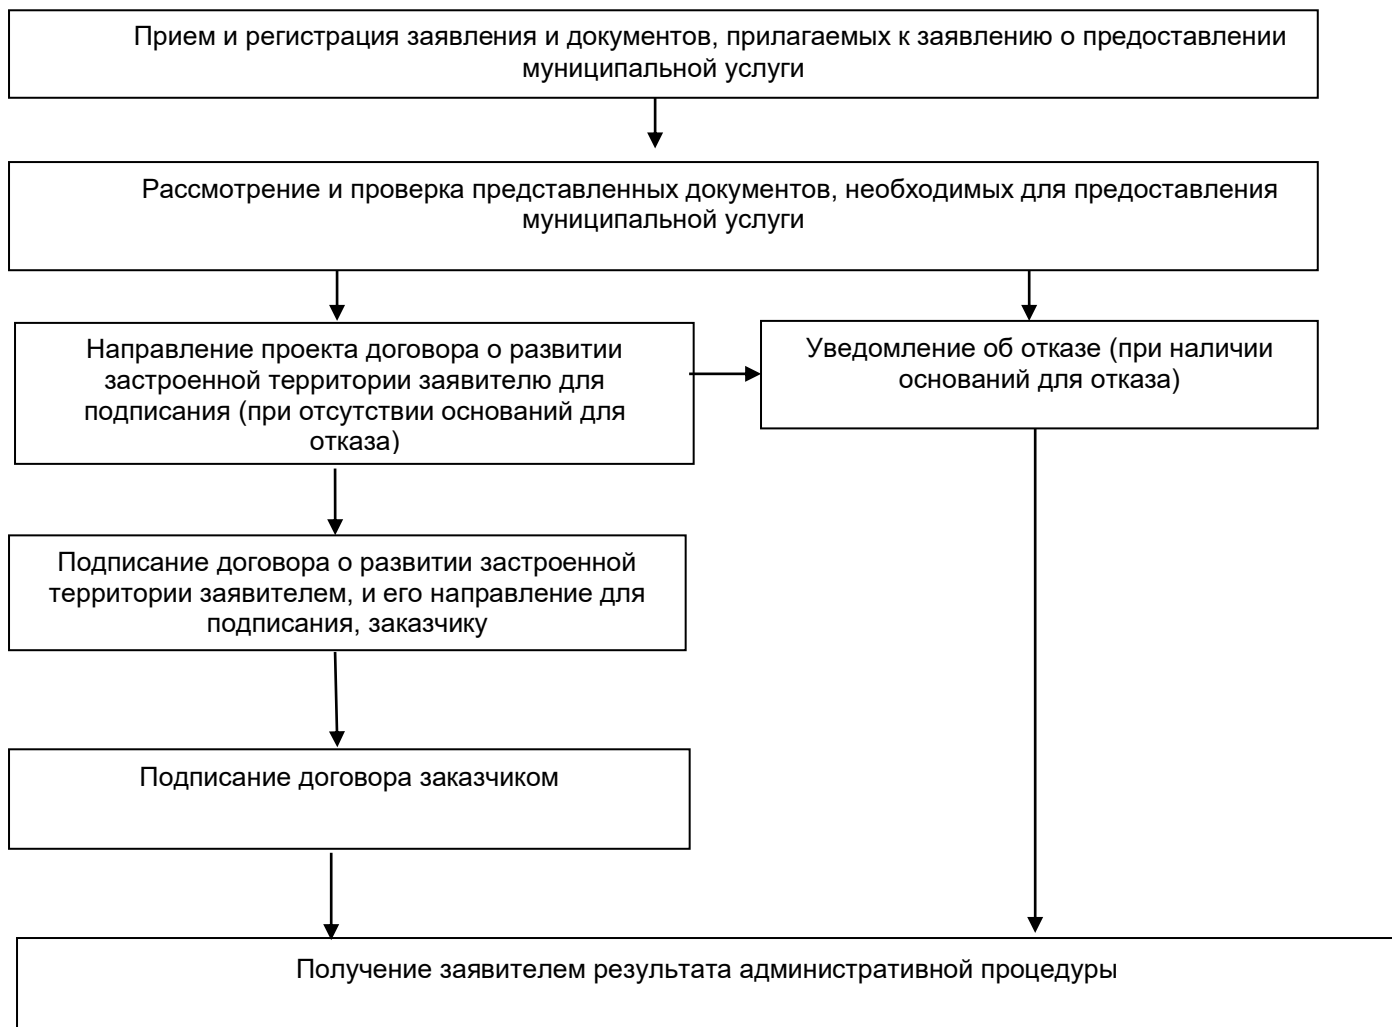 Прием и регистрация заявления и документов, прилагаемых к заявлению о предоставлении
муниципальной услуги
Рассмотрение и проверка представленных документов, необходимых для предоставления
муниципальной услуги
Направление проекта договора о развитии
застроенной территории заявителю для
подписания (при отсутствии оснований для
отказа)
Уведомление об отказе (при наличии
оснований для отказа)
Подписание договора о развитии застроенной
территории заявителем, и его направление для
подписания, заказчику
Подписание договора заказчиком
Получение заявителем результата административной процедуры